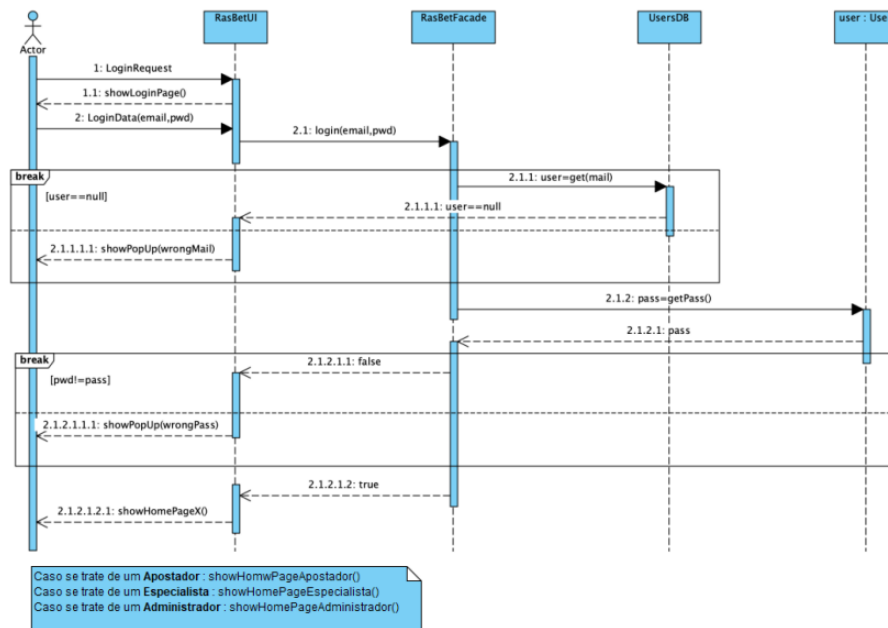 RasBetUI
RasBetFacade
UsersDB
user : User
Actor
1: LoginRequest
1.1: showLoginPage()
2: LoginData(email,pwd)
2.1: login(email,pwd)
break
[user==null]
2.1.1: user=get(mail)
2.1.1.1: user==null
2.1.1.1.1: showPopUp(wrongMail)
2.1.2: pass=getPass()
2.1.2.1: pass
break
[pwd!=pass]
2.1.2.1.1: false
2.1.2.1.1.1: showPopUp(wrongPass)
2.1.2.1.2: true
2.1.2.1.2.1: showHomePageX()
Caso se trate de um Apostador : showHomwPageApostador()
Caso se trate de um Especialista : showHomePageEspecialista()
Caso se trate de um Administrador : showHomePageAdministrador()